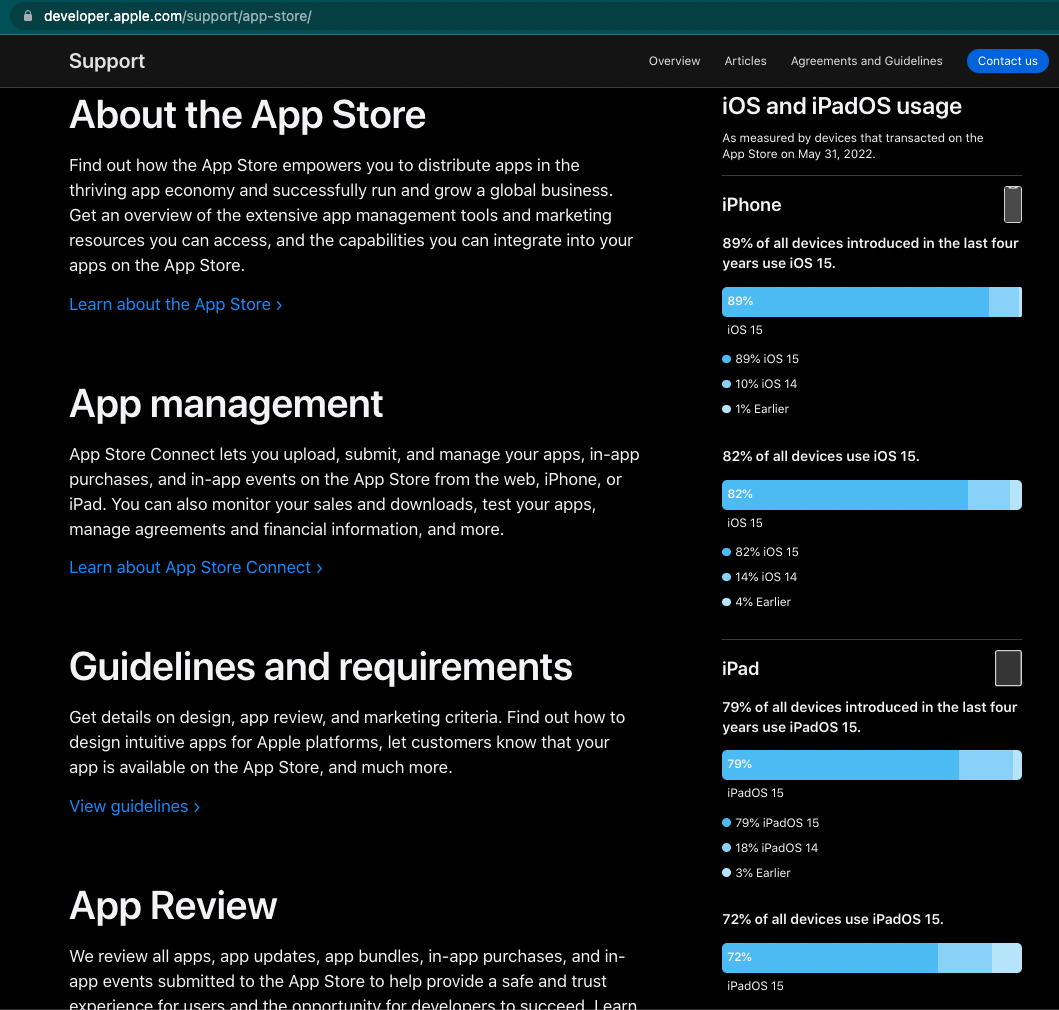 developer.apple.com/support/app-store/
Support
Overview
Articles
Agreements and Guidelines
Contact us
About the App Store
Find out how the App Store empowers you to distribute apps in the
thriving app economy and successfully run and grow a global business.
Get an overview of the extensive app management tools and marketing
resources you can access, and the capabilities you can integrate into your
apps on the App Store.
Learn about the App Store ›
App management
App Store Connect lets you upload, submit, and manage your apps, in-app
purchases, and in-app events on the App Store from the web, iPhone, or
iPad. You can also monitor your sales and downloads, test your apps,
manage agreements and financial information, and more.
Learn about App Store Connect ›
Guidelines and requirements
Get details on design, app review, and marketing criteria. Find out how to
design intuitive apps for Apple platforms, let customers know that your
app is available on the App Store, and much more.
View guidelines ›
App Review
We review all apps, app updates, app bundles, in-app purchases, and in-
app events submitted to the App Store to help provide a safe and trust
experience for users and the opportunity for developers to succeed. Learn
iOS and iPadOS usage
As measured by devices that transacted on the
App Store on May 31, 2022.
iPhone
89% of all devices introduced in the last four
years use iOS 15.
89%
iOS 15
89% iOS 15
10% iOS 14
1% Earlier
82% of all devices use iOS 15.
82%
iOS 15
82% iOS 15
14% iOS 14
4% Earlier
iPad
79% of all devices introduced in the last four
years use iPadOS 15.
79%
iPadOS 15
79% iPadOS 15
18% iPadOS 14
3% Earlier
72% of all devices use iPadOS 15.
72%
iPadOS 15